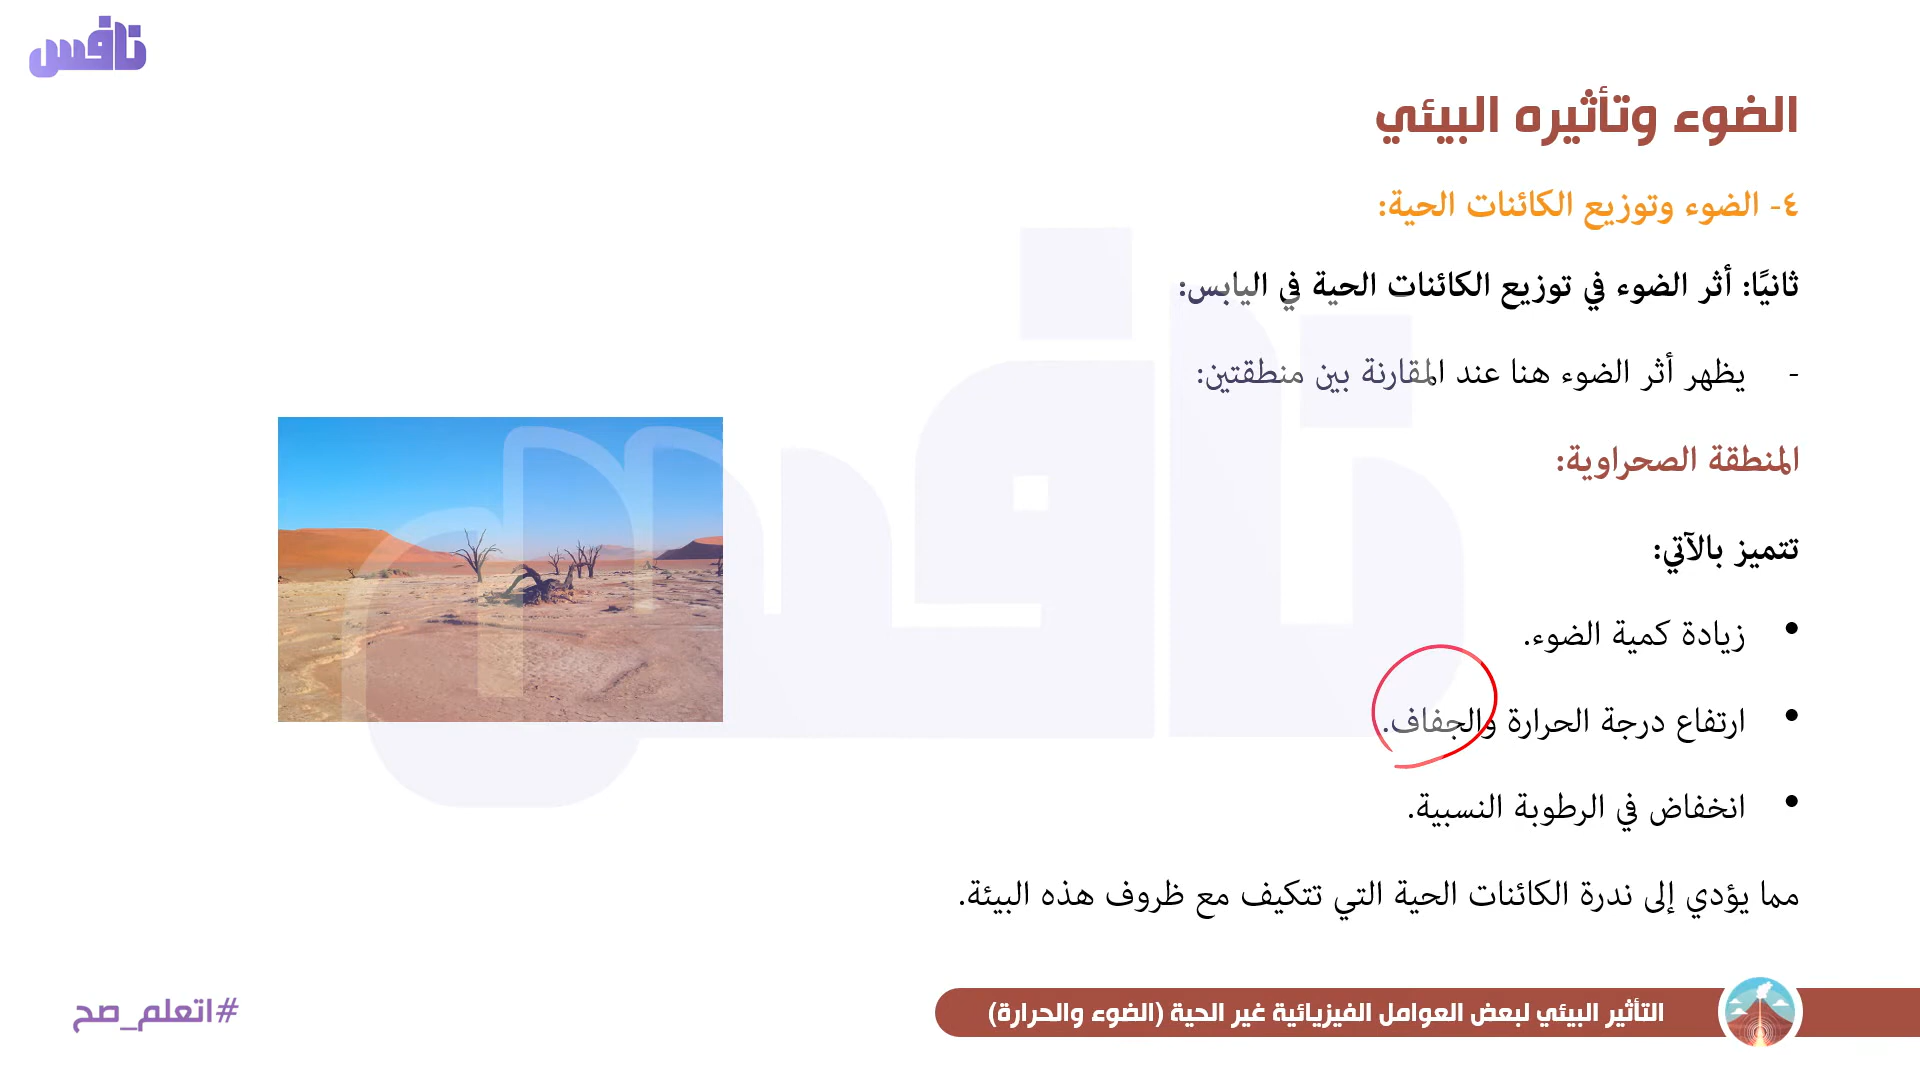 نافس
الضوء وتأثيره البيئي
٤- الضوء وتوزيع الكائنات الحية:
ثانيًا: أثر الضوء في توزيع الكائنات الحية في اليابس:
- يظهر أثر الضوء هنا عند المقارنة بين منطقتين:
المنطقة الصحراوية:
تتميز بالآتي:
• زيادة كمية الضوء.
• ارتفاع درجة الحرارة والجفاف.
• انخفاض في الرطوبة النسبية.
مما يؤدي إلى ندرة الكائنات الحية التي تتكيف مع ظروف هذه البيئة.
التأثير البيئي لبعض العوامل الفيزيائية غير الحية (الضوء والحرارة)
#اتعلم_صح